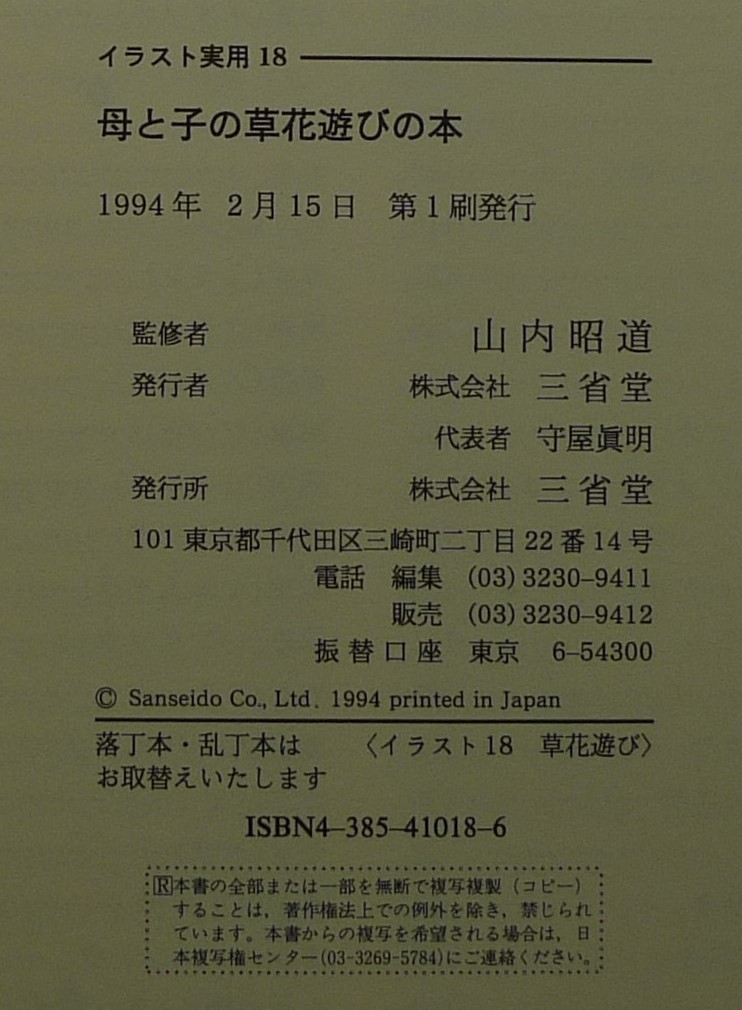 イラスト実用18
母と子の草花遊びの本
1994年 2月15日 第1刷発行
監修者 山内昭道
発行者 株式会社 三省堂
代表者 守屋眞明
発行所 株式会社 三省堂
101 東京都千代田区三崎町二丁目22番14号
電話 編集 (03)3230–9411
販売 (03)3230–9412
振替口座 東京 6–54300
© Sanseido Co., Ltd. 1994 printed in Japan
落丁本・乱丁本は 〈イラスト18 草花遊び〉
お取替えいたします
ISBN4–385–41018–6
Ⓡ本書の全部または一部を無断で複写複製(コピー)
することは,著作権法上での例外を除き,禁じられ
ています。本書からの複写を希望される場合は,日
本複写権センター(03-3269-5784)にご連絡ください。